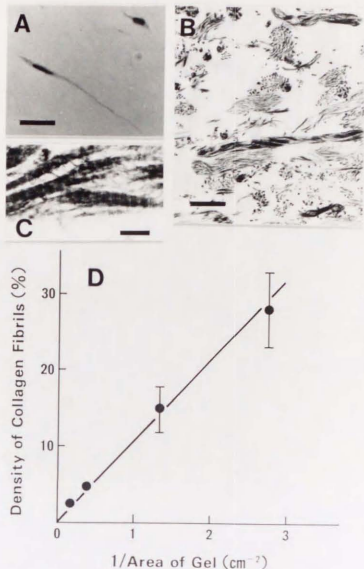 A
B
C
D
Density of Collagen Fibrils (%)
30
20
10
0
1
2
3
1/Area of Gel (cm⁻²)